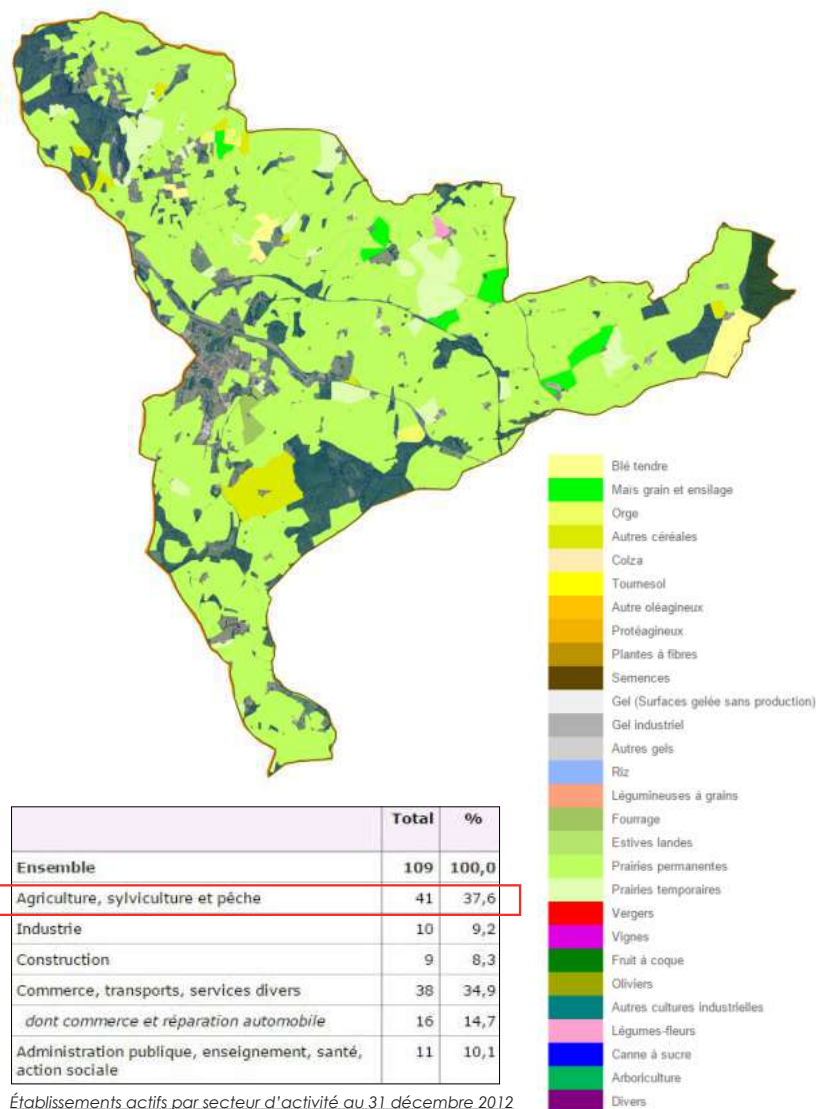 Blé tendre
Maïs grain et ensilage
Orge
Autres céréales
Colza
Tournesol
Autre oléagineux
Protéagineux
Plantes à fibres
Semences
Gel (Surfaces gelée sans production)
Gel industriel
Autres gels
Riz
Légumineuses à grains
Fourrage
Estives landes
Prairies permanentes
Prairies temporaires
Vergers
Vignes
Fruit à coque
Oliviers
Autres cultures industrielles
Légumes-fleurs
Canne à sucre
Arboriculture
Divers
Total %
Ensemble 109 100,0
Agriculture, sylviculture et pêche 41 37,6
Industrie 10 9,2
Construction 9 8,3
Commerce, transports, services divers 38 34,9
dont commerce et réparation automobile 16 14,7
Administration publique, enseignement, santé, 11 10,1
action sociale
Établissements actifs par secteur d'activité au 31 décembre 2012